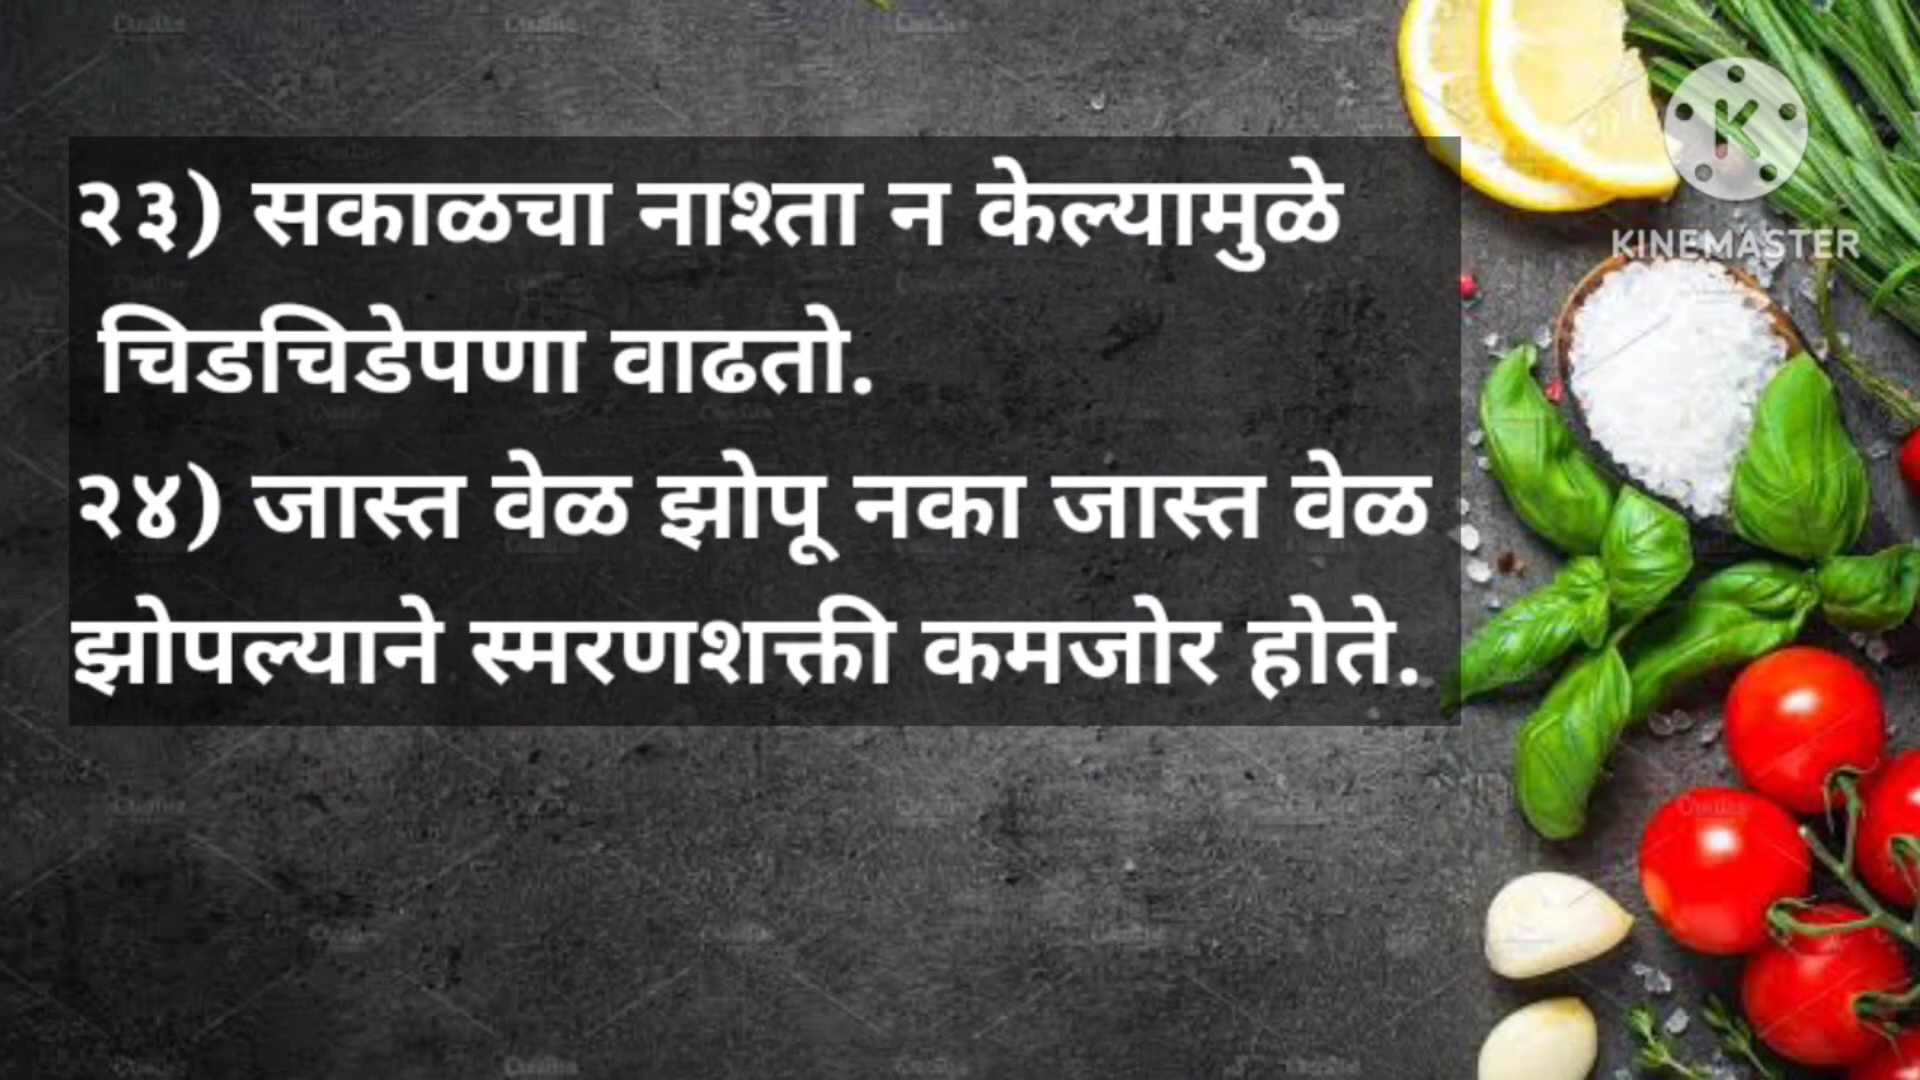 २३) सकाळचा नाश्ता न केल्यामुळे
चिडचिडेपणा वाढतो.
२४) जास्त वेळ झोपू नका जास्त वेळ
झोपल्याने स्मरणशक्ती कमजोर होते.
KINEMASTER